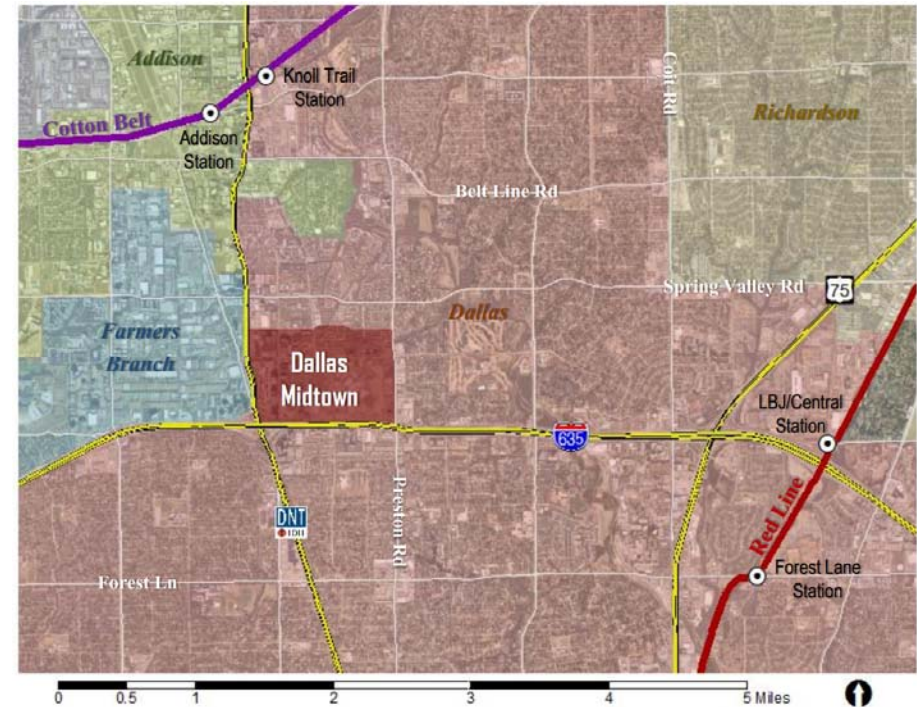 Addison
Knoll Trail
Station
Coit Rd
Richardson
Cotton Belt
Addison
Station
Belt Line Rd
Spring Valley Rd
75
Dallas
Farmers
Branch
Dallas
Midtown
LBJ/Central
Station
635
Preston Rd
Red Line
DNT
Forest Ln
Forest Lane
Station
0 0.5 1 2 3 4 5 Miles